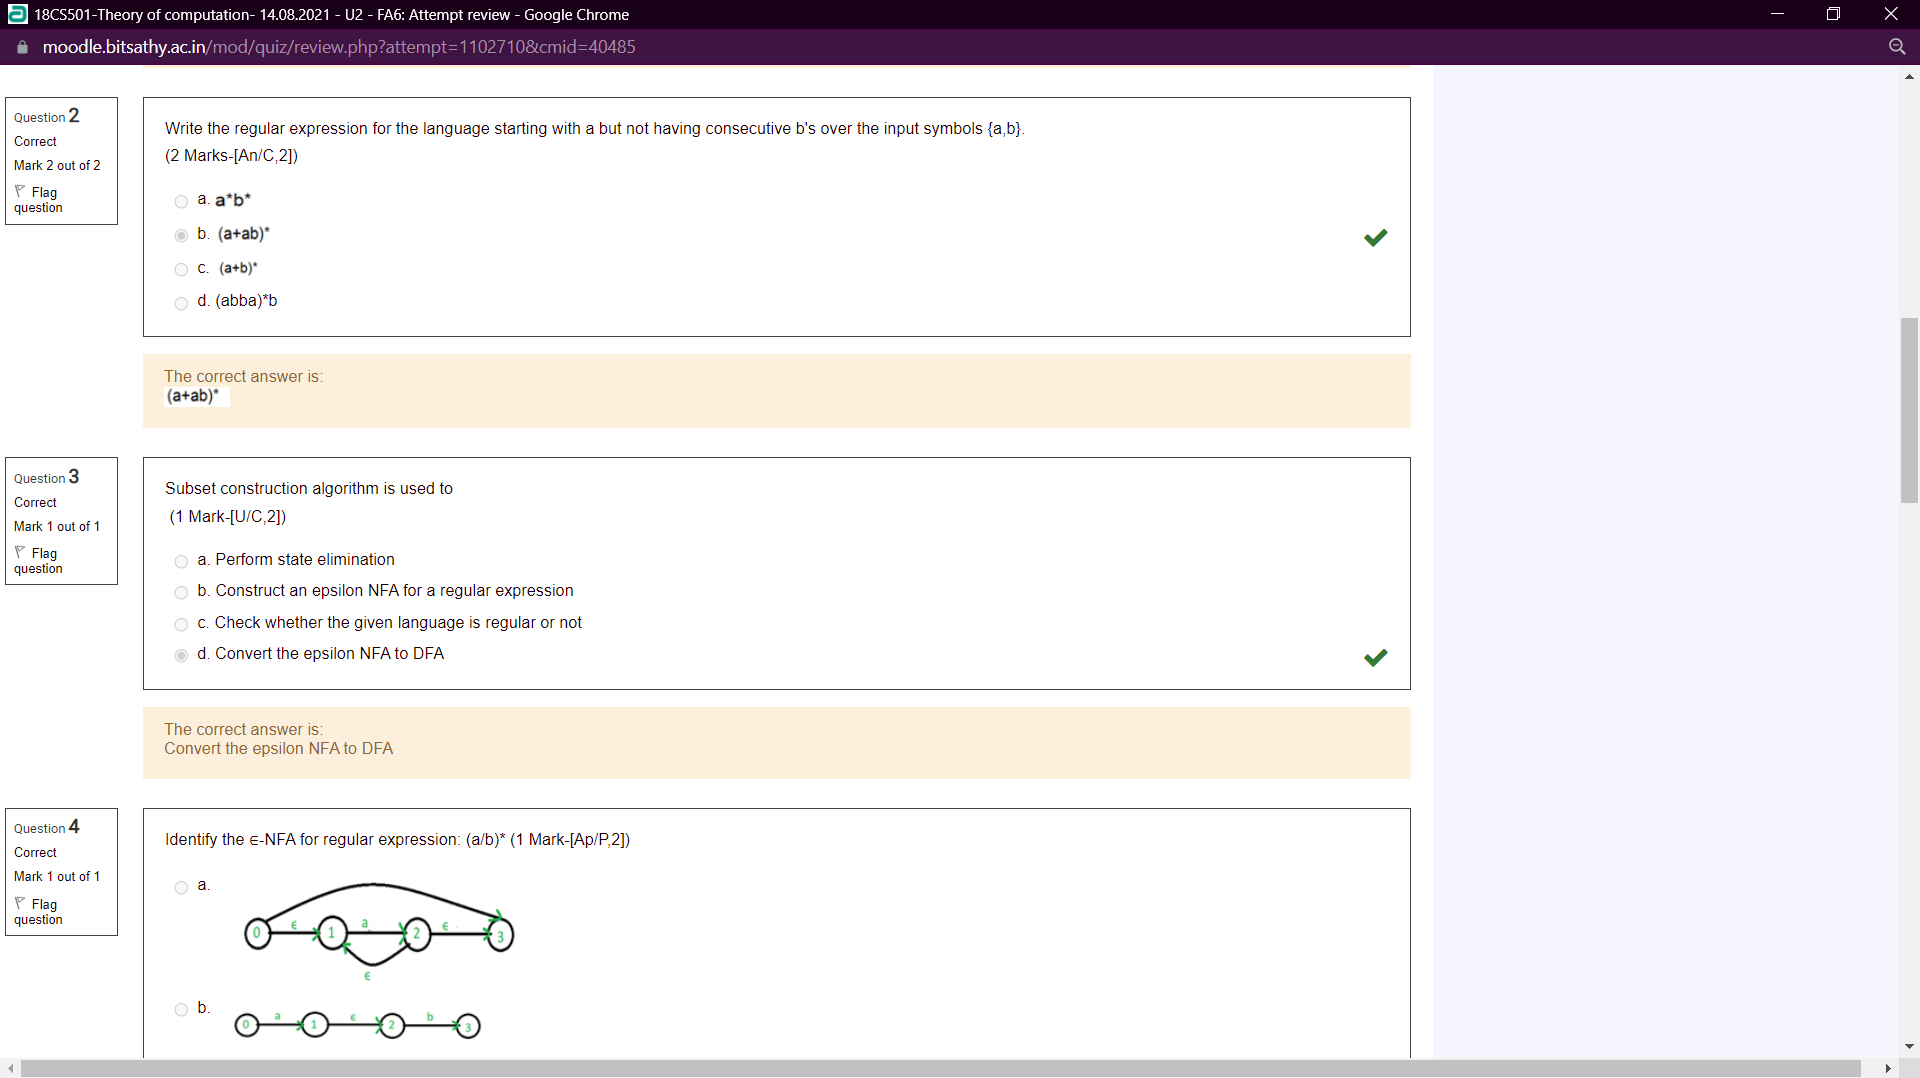 18CS501-Theory of computation- 14.08.2021 - U2 - FA6: Attempt review - Google Chrome
moodle.bitsathy.ac.in/mod/quiz/review.php?attempt=1102710&cmid=40485
Question 2
Correct
Mark 2 out of 2
Flag
question
Write the regular expression for the language starting with a but not having consecutive b's over the input symbols {a,b}.
(2 Marks-[An/C,2])
a. a*b*
b. (a+ab)*
c. (a+b)*
d. (abba)*b
The correct answer is:
(a+ab)*
Question 3
Correct
Mark 1 out of 1
Flag
question
Subset construction algorithm is used to
(1 Mark-[U/C,2])
a. Perform state elimination
b. Construct an epsilon NFA for a regular expression
c. Check whether the given language is regular or not
d. Convert the epsilon NFA to DFA
The correct answer is:
Convert the epsilon NFA to DFA
Question 4
Correct
Mark 1 out of 1
Flag
question
Identify the ∈-NFA for regular expression: (a/b)* (1 Mark-[Ap/P,2])
a.
0 ϵ 1 a 2 ϵ 3
ϵ
b.
0 a 1 ϵ 2 b 3